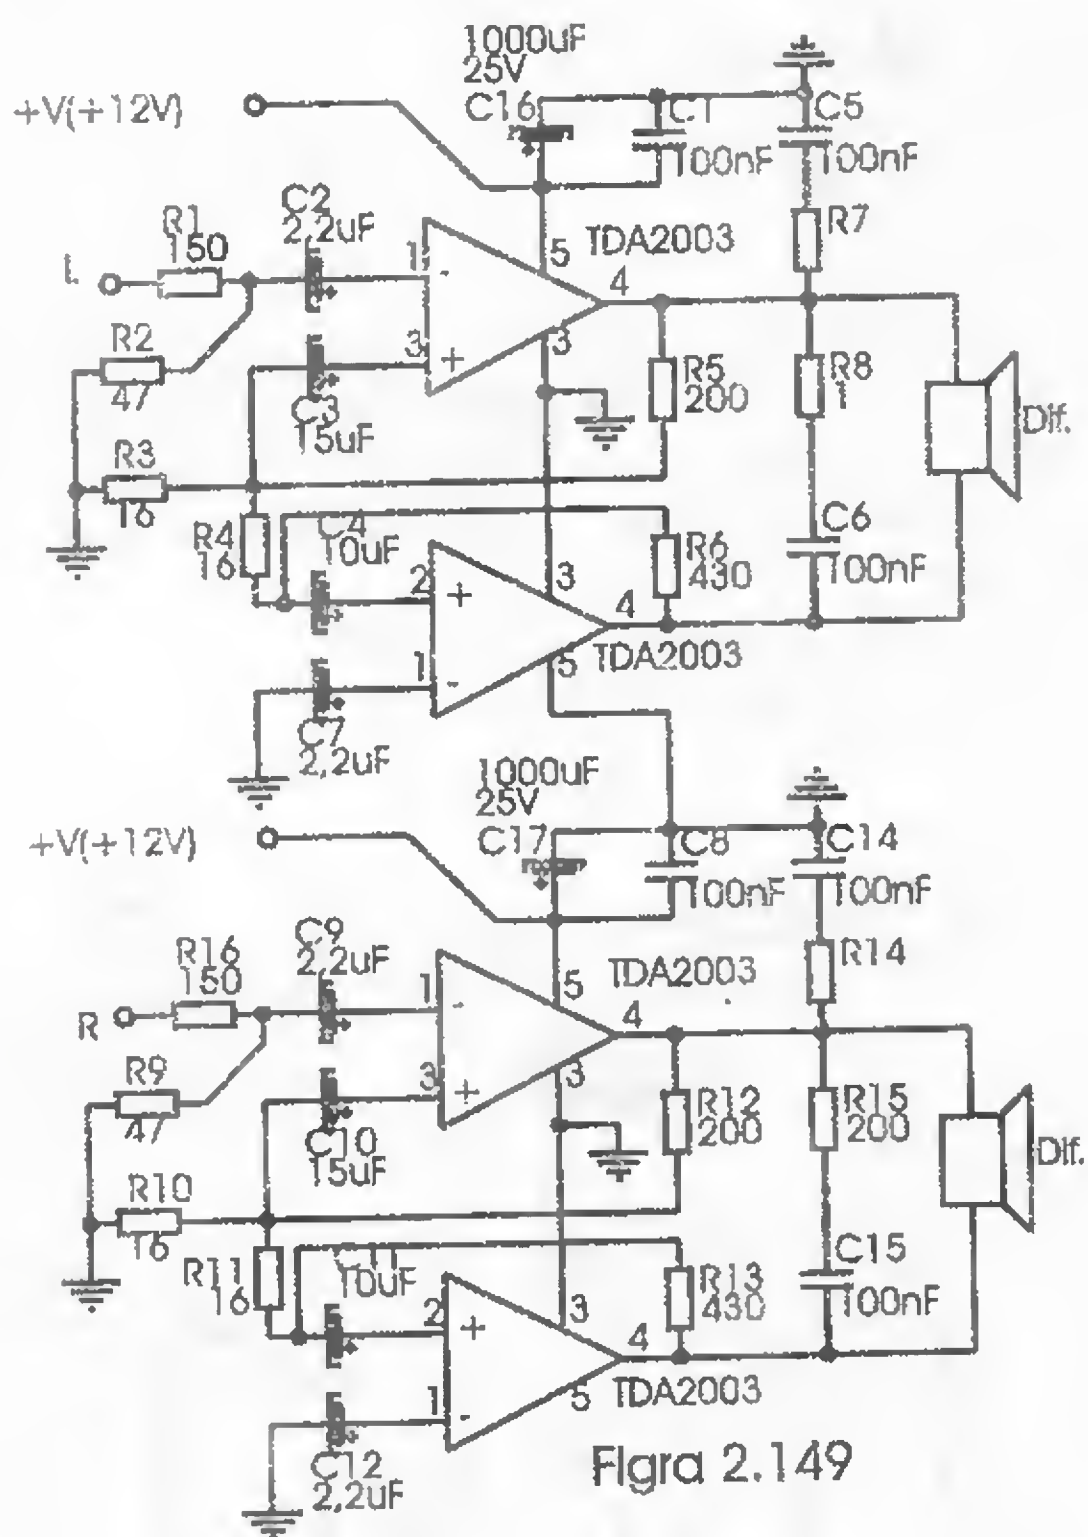 1000uF
25V
+V(+12V)
C16
C1
100nF
C5
100nF
C2
2,2uF
R1
150
L
R7
TDA2003
1
-
5
4
R2
47
3
+
3
C3
15uF
R5
200
R8
1
Dif.
R3
16
R4
16
C4
10uF
R6
430
C6
100nF
2
+
3
4
TDA2003
1
-
5
C7
2,2uF
1000uF
25V
+V(+12V)
C17
C8
100nF
C14
100nF
C9
2,2uF
R16
150
R
R14
TDA2003
1
-
5
4
R9
47
3
+
3
C10
15uF
R12
200
R15
200
Dif.
R10
16
R11
16
10uF
R13
430
C15
100nF
2
+
3
4
TDA2003
1
-
5
C12
2,2uF
Figra 2.149